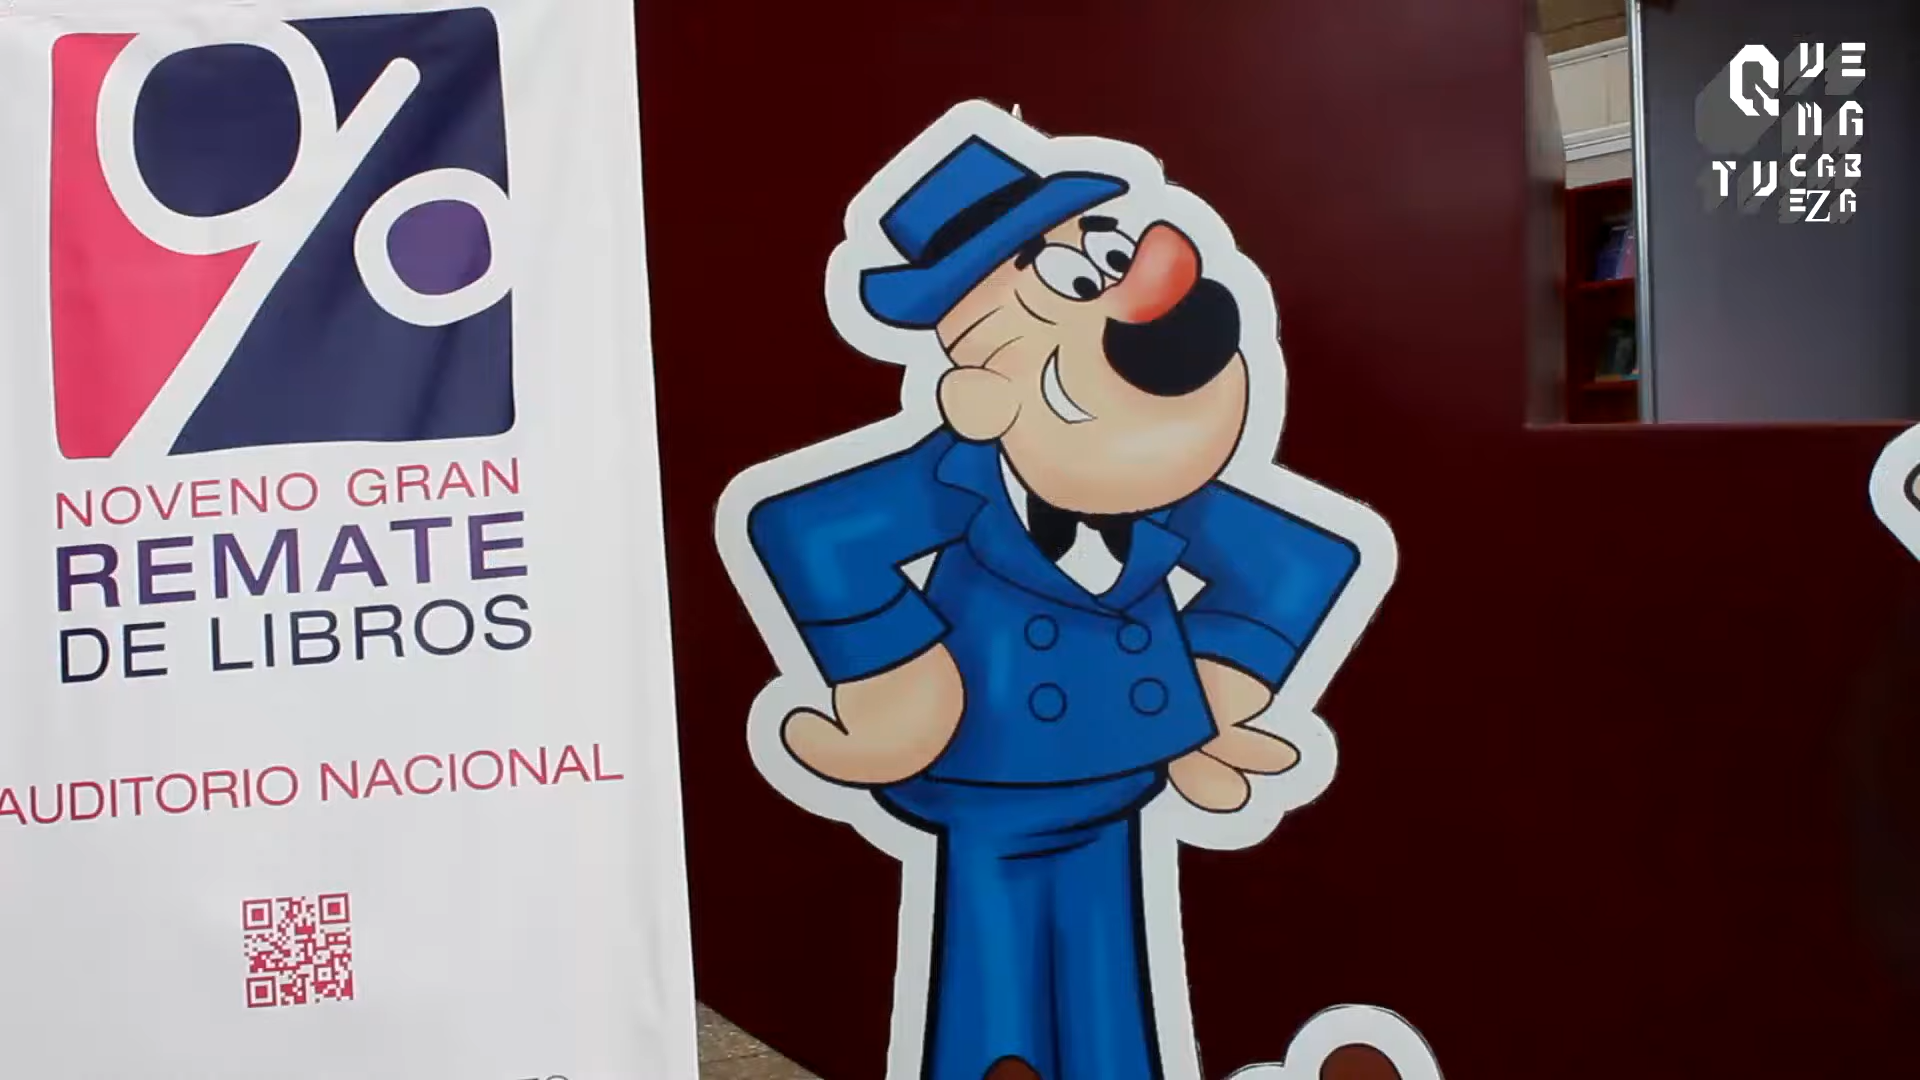 NOVENO GRAN
REMATE
DE LIBROS
AUDITORIO NACIONAL
QUE
MA
TU CAB
EZA